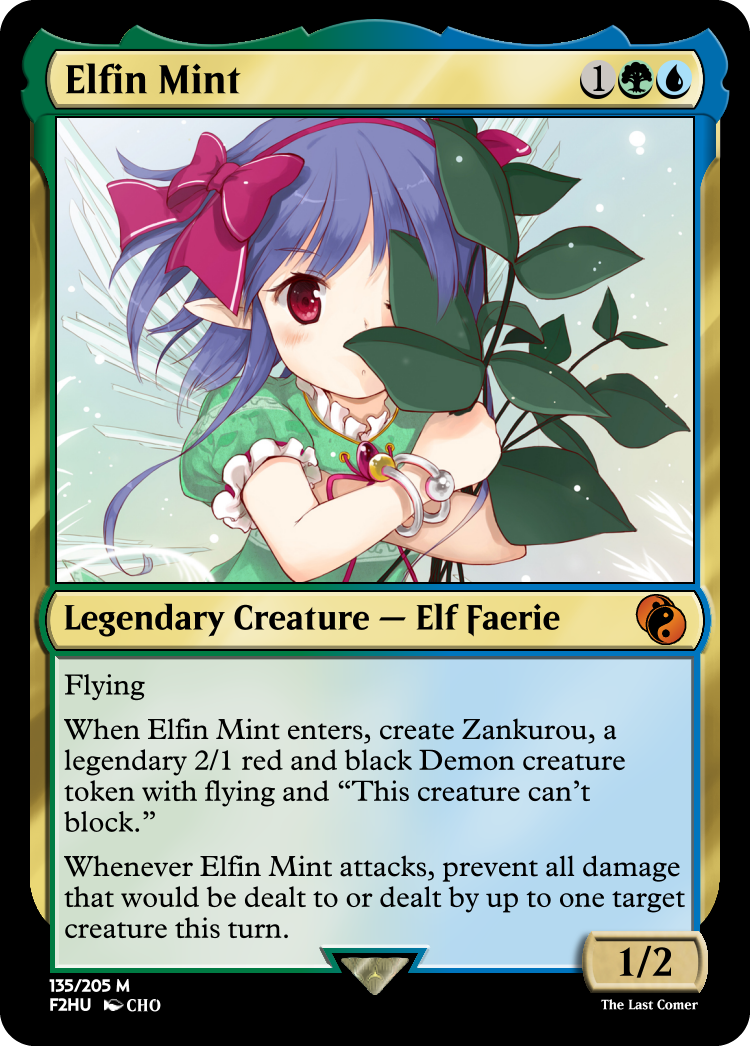 Elfin Mint
1
Legendary Creature — Elf Faerie
Flying
When Elfin Mint enters, create Zankurou, a
legendary 2/1 red and black Demon creature
token with flying and “This creature can’t
block.”
Whenever Elfin Mint attacks, prevent all damage
that would be dealt to or dealt by up to one target
creature this turn.
1/2
135/205 M
F2HU CHO
The Last Comer